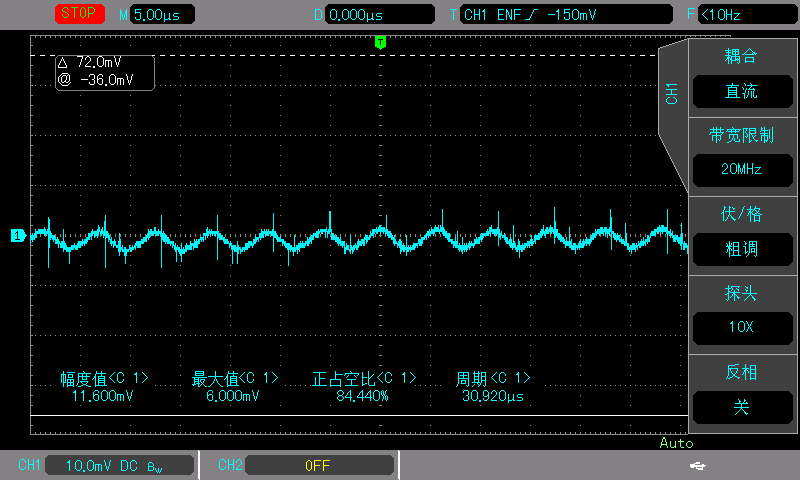 STOP M 5.00μs D 0.000μs T CH1 ENF -150mV F <10Hz
T
Δ 72.0mV
@ -36.0mV
CH1
耦合
直流
带宽限制
20MHz
伏/格
粗调
探头
10X
反相
关
1
幅度值<C 1> 最大值<C 1> 正占空比<C 1> 周期<C 1>
11.600mV 6.000mV 84.440% 30.920μs
Auto
CH1 10.0mV DC BW CH2 OFF